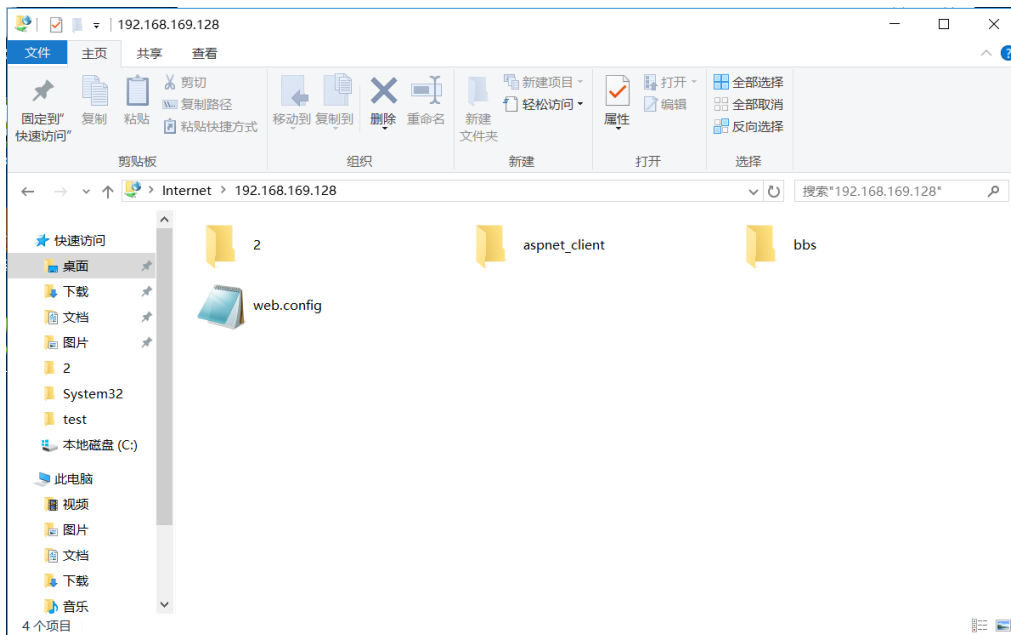 192.168.169.128
文件 主页 共享 查看
固定到"
快速访问"
复制
粘贴
剪切
复制路径
粘贴快捷方式
剪贴板
移动到 复制到 删除 重命名
组织
新建
文件夹
新建项目
轻松访问
新建
属性
打开
编辑
打开
全部选择
全部取消
反向选择
选择
Internet 192.168.169.128
搜索"192.168.169.128"
快速访问
桌面
下载
文档
图片
2
System32
test
本地磁盘 (C:)
此电脑
视频
图片
文档
下载
音乐
2
aspnet_client
bbs
web.config
4 个项目